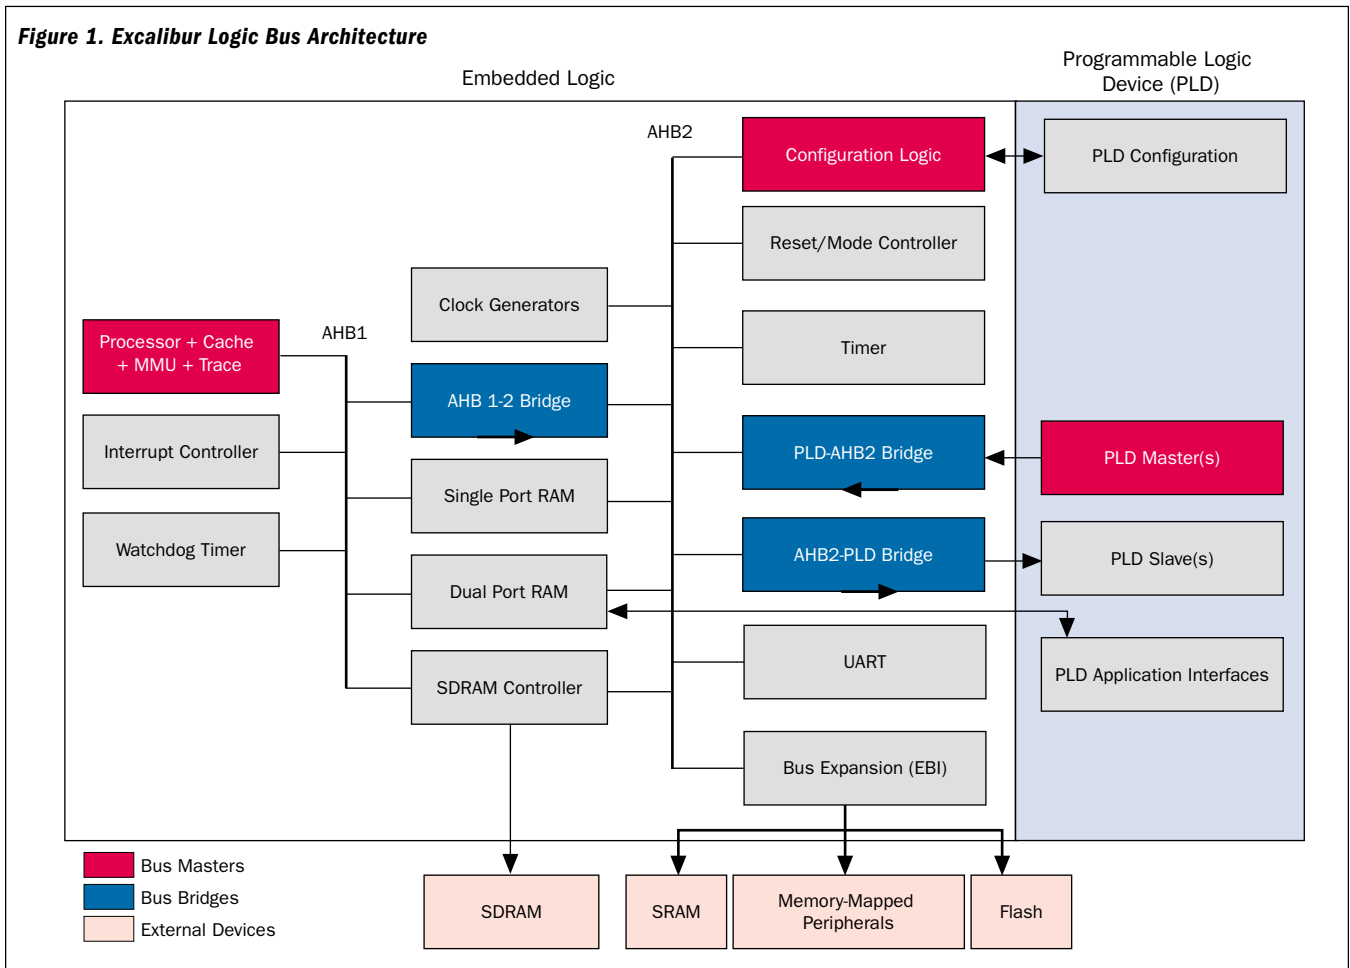 Figure 1. Excalibur Logic Bus Architecture
Embedded Logic
Programmable Logic
Device (PLD)
AHB2
Configuration Logic
PLD Configuration
Reset/Mode Controller
Clock Generators
AHB1
Processor + Cache
+ MMU + Trace
Timer
AHB 1-2 Bridge
Interrupt Controller
PLD-AHB2 Bridge
PLD Master(s)
Single Port RAM
Watchdog Timer
AHB2-PLD Bridge
PLD Slave(s)
Dual Port RAM
UART
PLD Application Interfaces
SDRAM Controller
Bus Expansion (EBI)
Bus Masters
Bus Bridges
External Devices
SDRAM
SRAM
Memory-Mapped
Peripherals
Flash